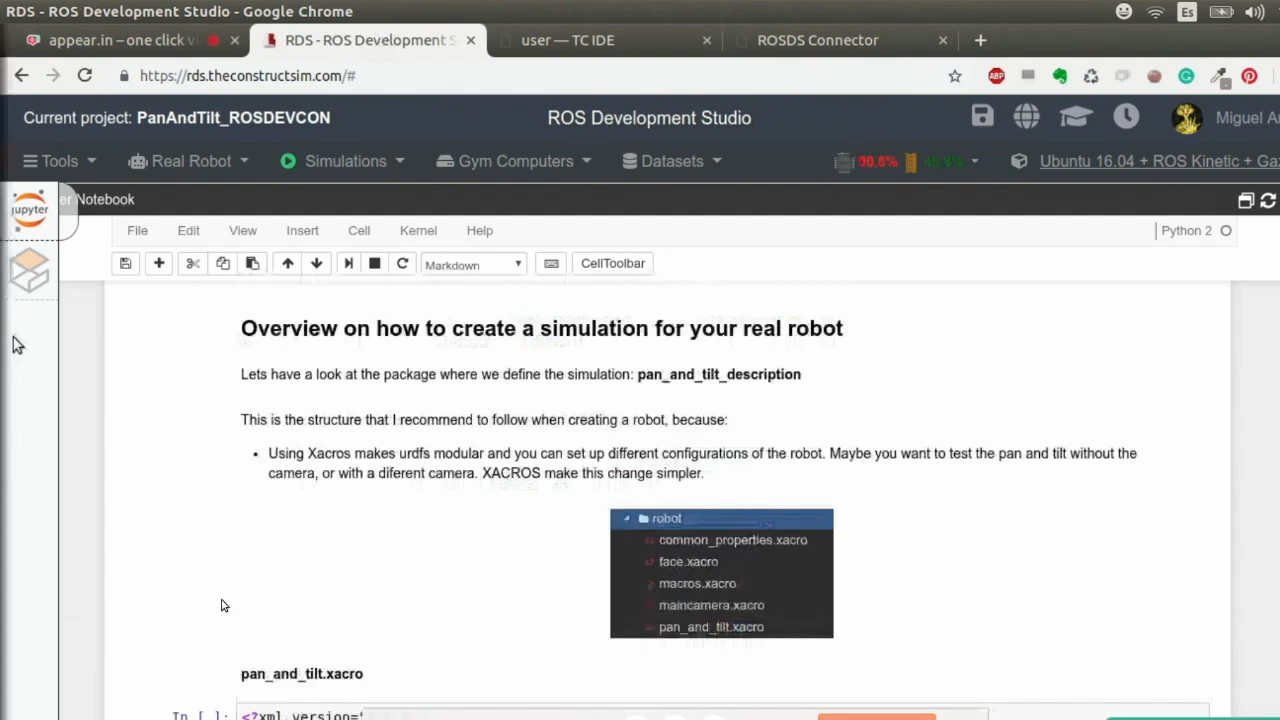 RDS - ROS Development Studio - Google Chrome
Es
appear.in – one click vi
RDS - ROS Development S
user — TC IDE
ROSDS Connector
https://rds.theconstructsim.com/#
ABP
Current project: PanAndTilt_ROSDEVCON
ROS Development Studio
Miguel An
Tools
Real Robot
Simulations
Gym Computers
Datasets
Ubuntu 16.04 + ROS Kinetic + Gaz
jupyter
er Notebook
File Edit View Insert Cell Kernel Help
Python 2
Markdown
CellToolbar
Overview on how to create a simulation for your real robot
Lets have a look at the package where we define the simulation: pan_and_tilt_description
This is the structure that I recommend to follow when creating a robot, because:
• Using Xacros makes urdfs modular and you can set up different configurations of the robot. Maybe you want to test the pan and tilt without the
camera, or with a diferent camera. XACROS make this change simpler.
robot
common_properties.xacro
face.xacro
macros.xacro
maincamera.xacro
pan_and_tilt.xacro
pan_and_tilt.xacro
In [ ]: <?xml version="